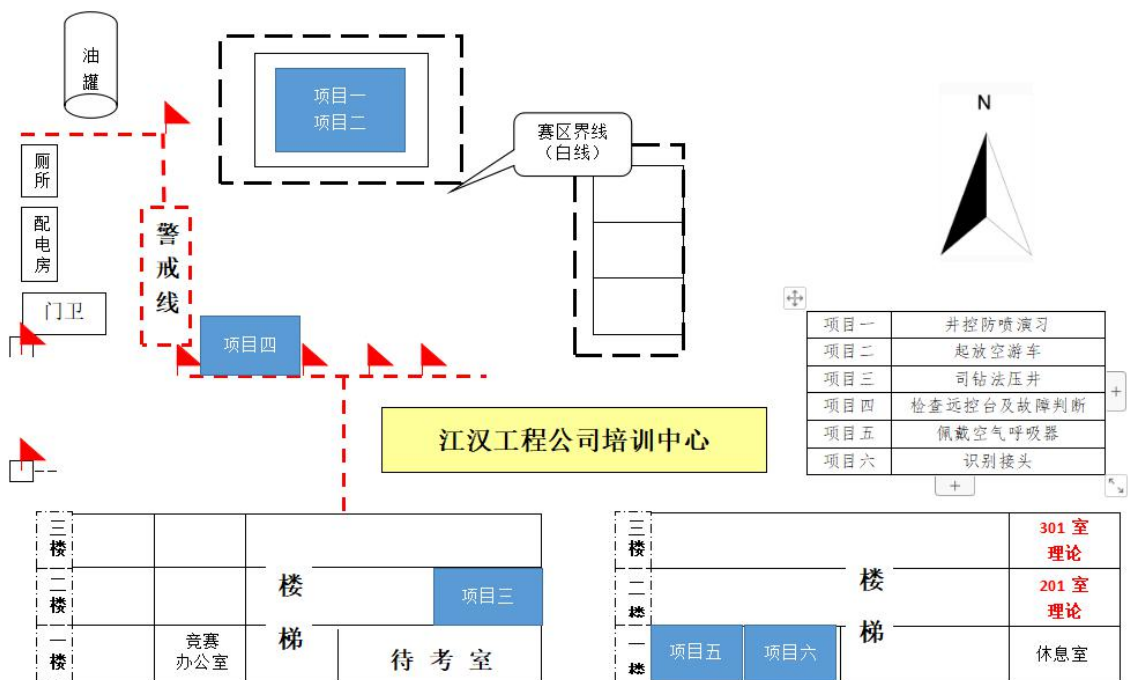 油
罐
项目一
项目二
赛区界线
（白线）
N
厕
所
配
电
房
门卫
警
戒
线
项目四
江汉工程公司培训中心
项目一 井控防喷演习
项目二 起放空游车
项目三 司钻法压井
项目四 检查远控台及故障判断
项目五 佩戴空气呼吸器
项目六 识别接头
三
楼
二
楼
一
楼
楼
梯
项目三
竞赛
办公室
待考室
三
楼
二
楼
一
楼
楼
梯
301 室
理论
201 室
理论
项目五
项目六
休息室